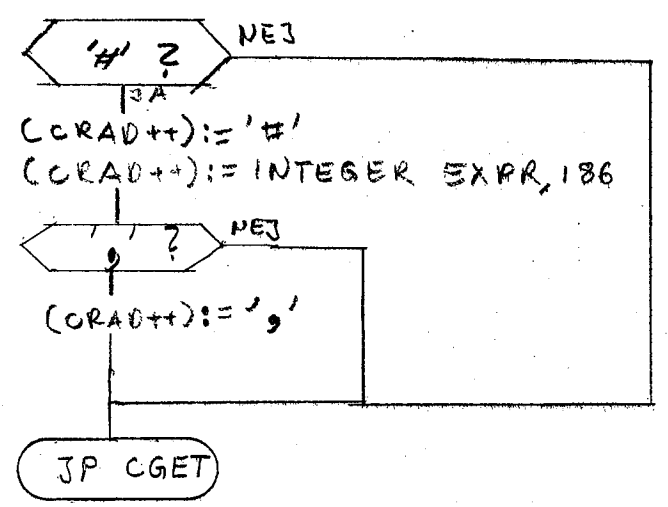 '#' ?
NEJ
JA
(CRAD++):='#'
(CRAD++):= INTEGER EXPR, 186
',' ?
NEJ
(CRAD++):=','
JP CGET